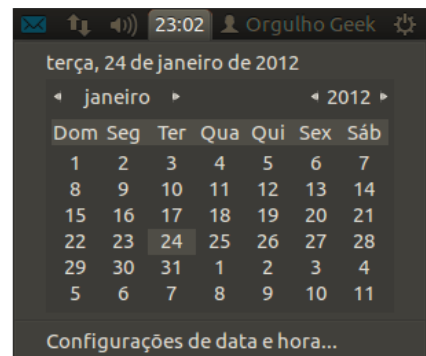 23:02 Orgulho Geek
terça, 24 de janeiro de 2012
janeiro 2012
Dom Seg Ter Qua Qui Sex Sáb
1 2 3 4 5 6 7
8 9 10 11 12 13 14
15 16 17 18 19 20 21
22 23 24 25 26 27 28
29 30 31 1 2 3 4
5 6 7 8 9 10 11
Configurações de data e hora...